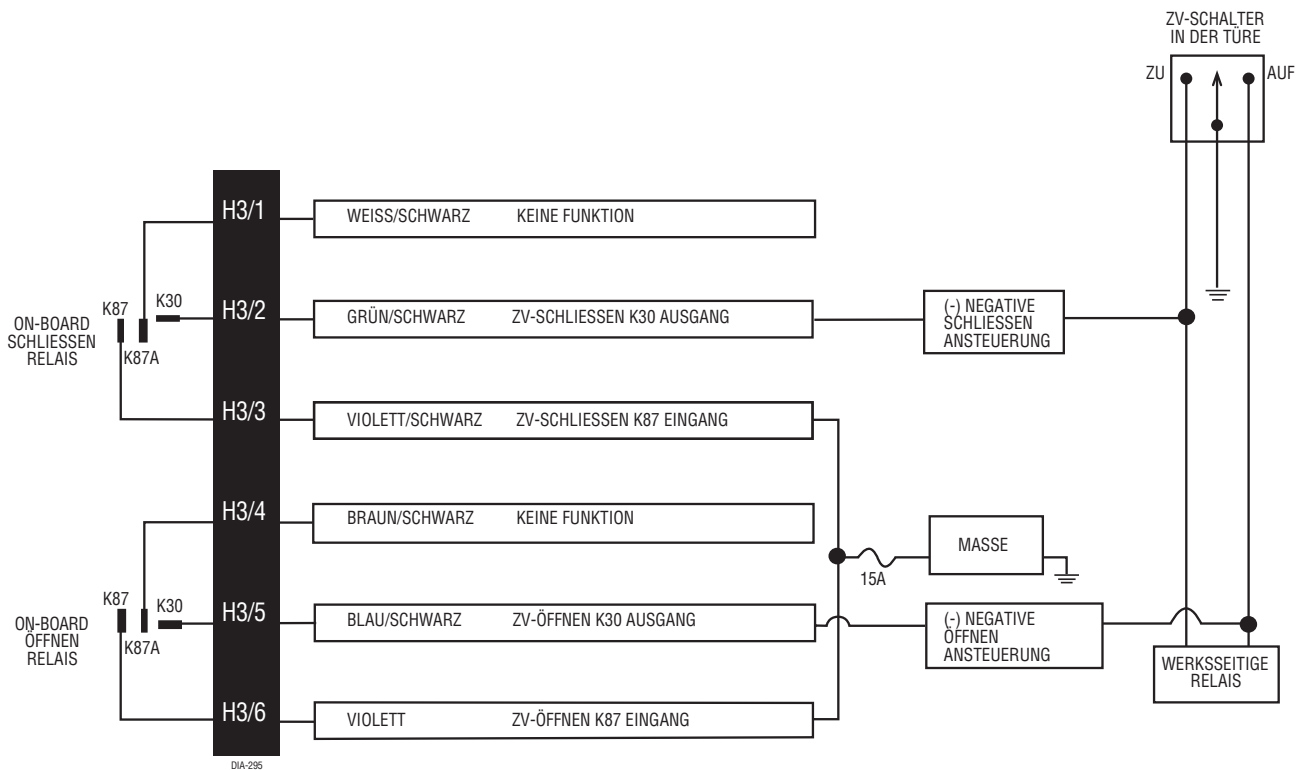 ZV-SCHALTER
IN DER TÜRE
ZU
AUF
H3/1
WEISS/SCHWARZ KEINE FUNKTION
K87
K30
K87A
ON-BOARD
SCHLIESSEN
RELAIS
H3/2
GRÜN/SCHWARZ ZV-SCHLIESSEN K30 AUSGANG
(-) NEGATIVE
SCHLIESSEN
ANSTEUERUNG
H3/3
VIOLETT/SCHWARZ ZV-SCHLIESSEN K87 EINGANG
H3/4
BRAUN/SCHWARZ KEINE FUNKTION
15A
MASSE
K87
K30
K87A
ON-BOARD
ÖFFNEN
RELAIS
H3/5
BLAU/SCHWARZ ZV-ÖFFNEN K30 AUSGANG
(-) NEGATIVE
ÖFFNEN
ANSTEUERUNG
WERKSSEITIGE
RELAIS
H3/6
VIOLETT ZV-ÖFFNEN K87 EINGANG
DIA-295